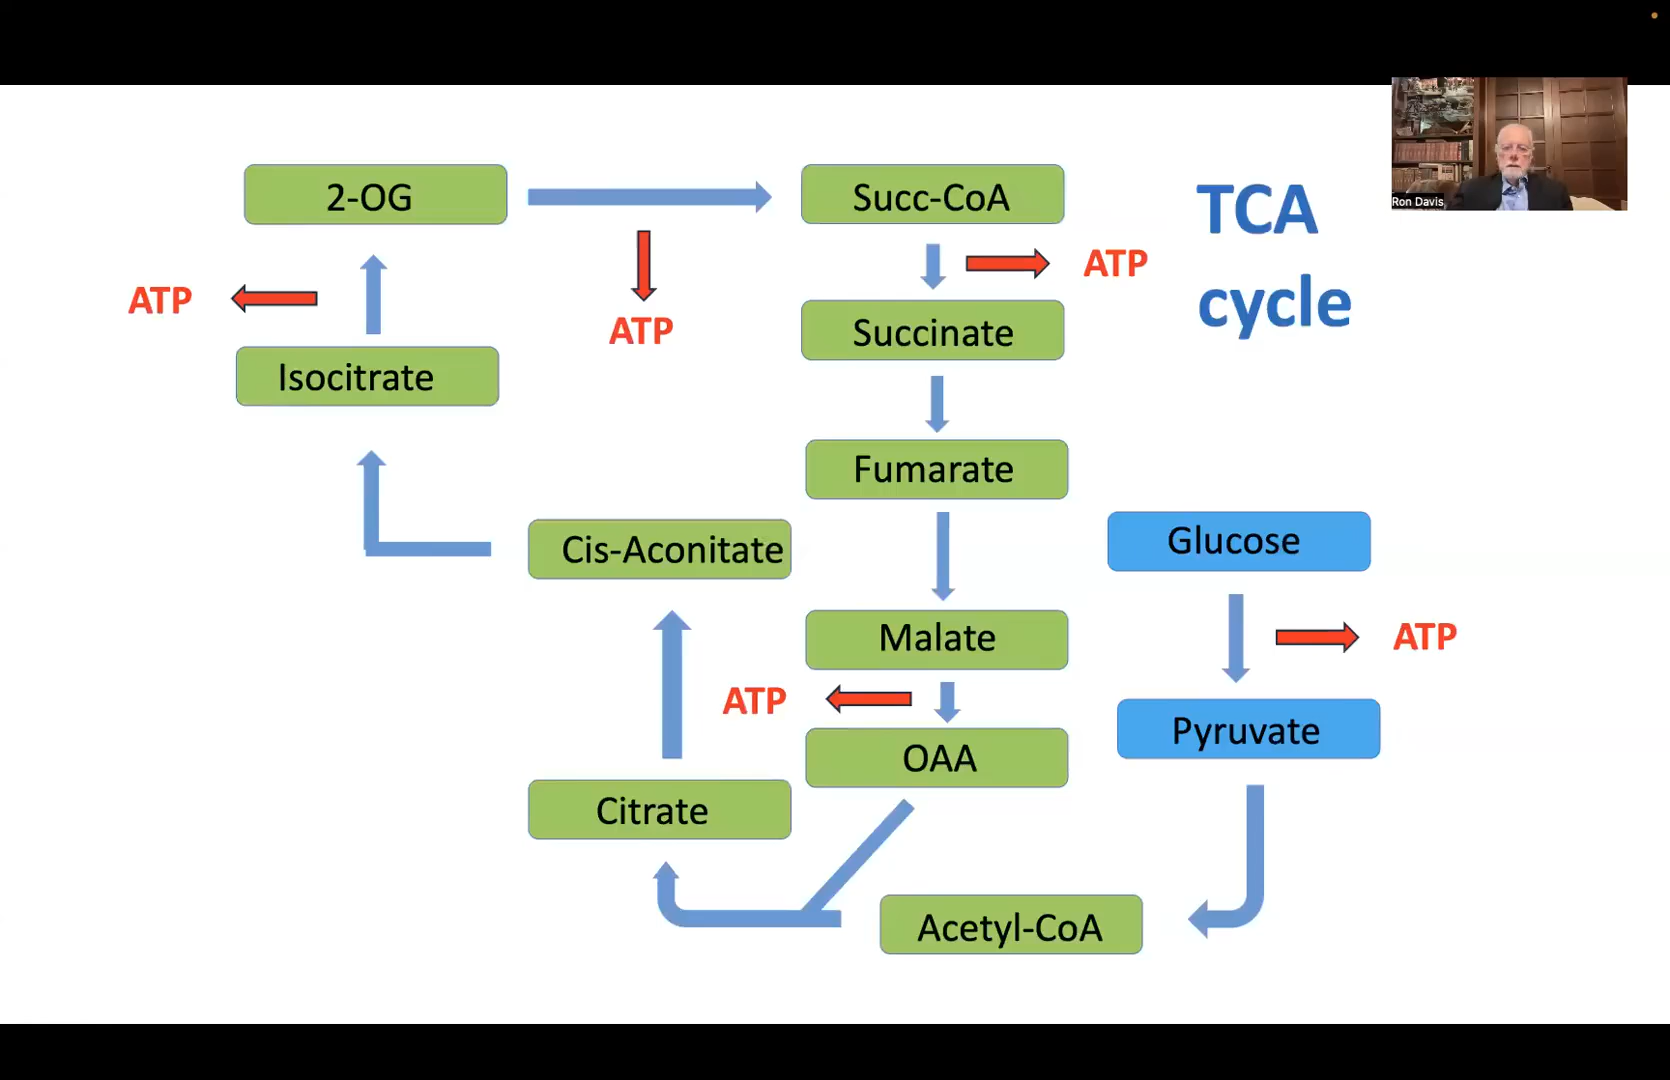 2-OG
Succ-CoA
TCA
cycle
Ron Davis
ATP
ATP
ATP
Isocitrate
Succinate
Fumarate
Cis-Aconitate
Glucose
Malate
ATP
ATP
OAA
Pyruvate
Citrate
Acetyl-CoA